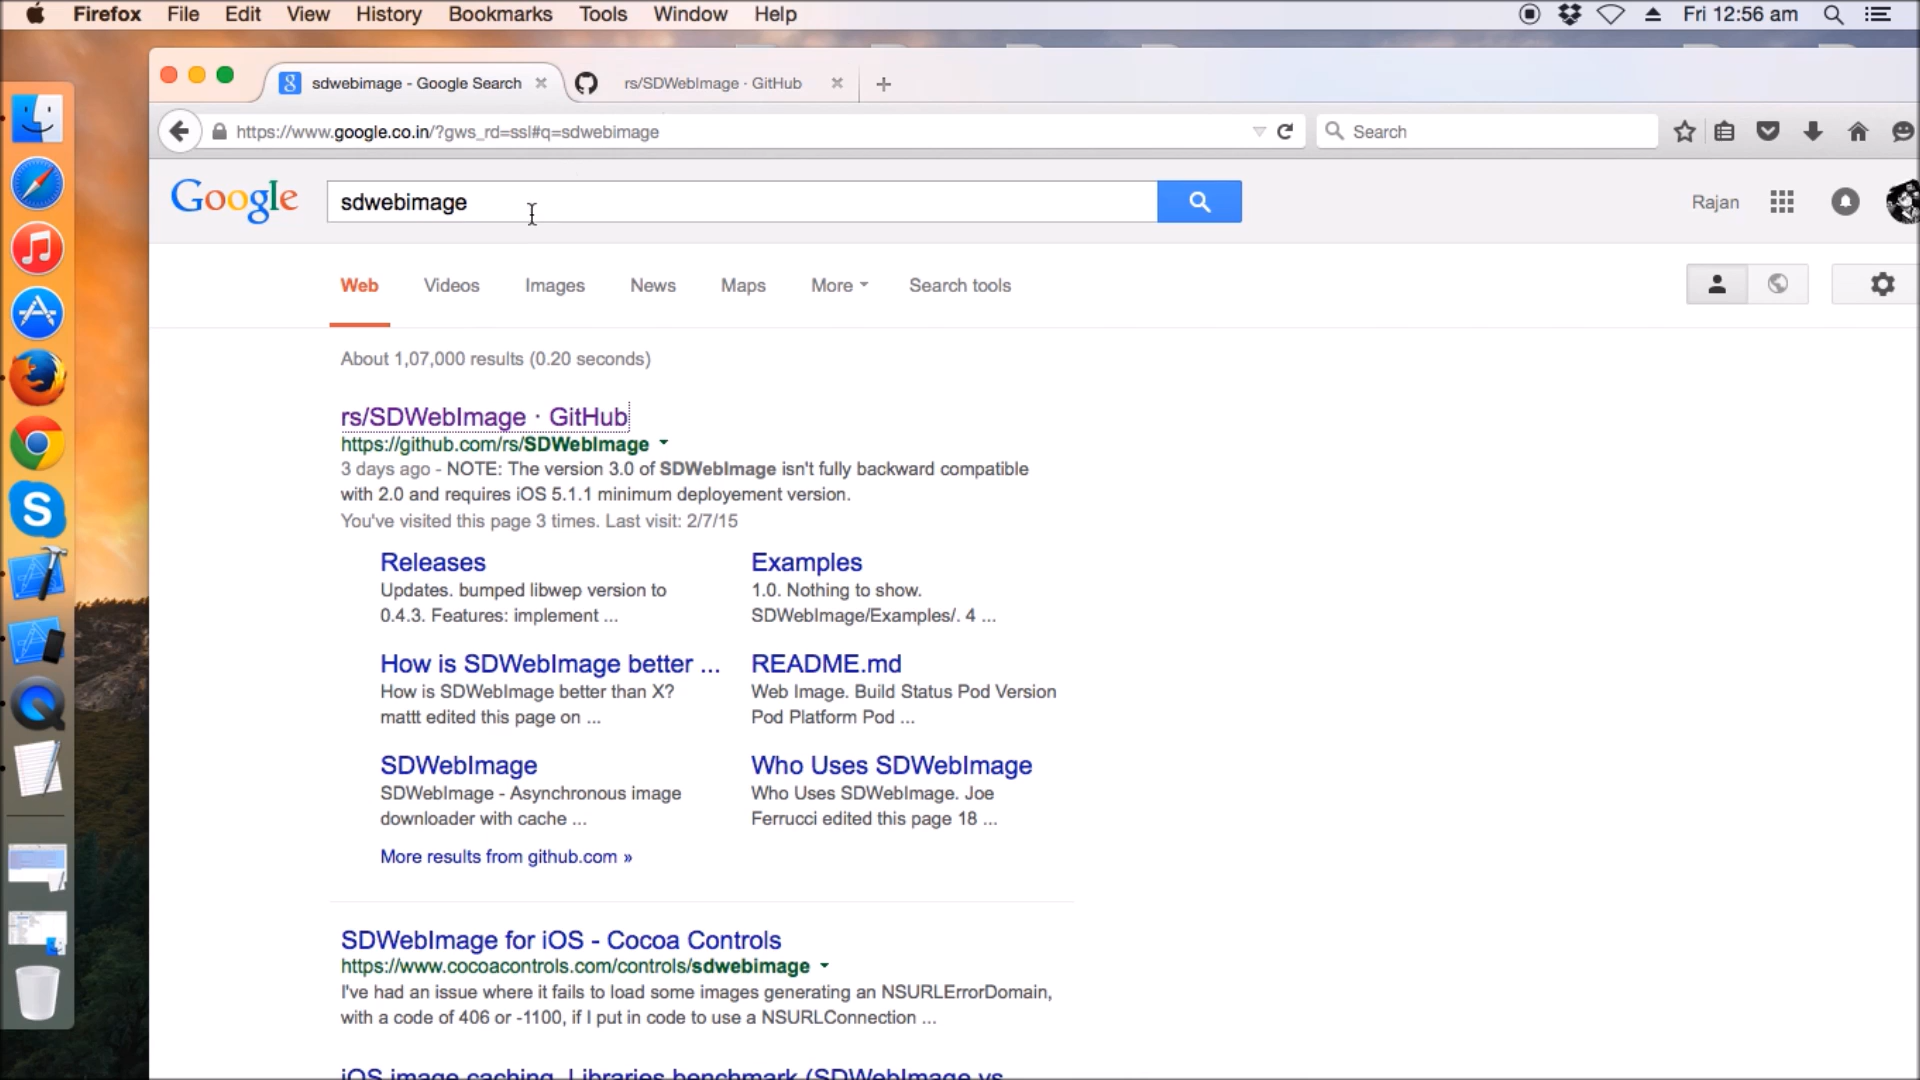 Firefox File Edit View History Bookmarks Tools Window Help Fri 12:56 am
sdwebimage - Google Search rs/SDWebImage · GitHub
https://www.google.co.in/?gws_rd=ssl#q=sdwebimage Search
Google sdwebimage Rajan
Web Videos Images News Maps More Search tools
About 1,07,000 results (0.20 seconds)
rs/SDWebImage · GitHub
https://github.com/rs/SDWebImage
3 days ago - NOTE: The version 3.0 of SDWebImage isn't fully backward compatible
with 2.0 and requires iOS 5.1.1 minimum deployement version.
You've visited this page 3 times. Last visit: 2/7/15
Releases
Updates. bumped libwep version to
0.4.3. Features: implement ...
Examples
1.0. Nothing to show.
SDWebImage/Examples/. 4 ...
How is SDWebImage better ...
How is SDWebImage better than X?
mattt edited this page on ...
README.md
Web Image. Build Status Pod Version
Pod Platform Pod ...
SDWebImage
SDWebImage - Asynchronous image
downloader with cache ...
Who Uses SDWebImage
Who Uses SDWebImage. Joe
Ferrucci edited this page 18 ...
More results from github.com »
SDWebImage for iOS - Cocoa Controls
https://www.cocoacontrols.com/controls/sdwebimage
I've had an issue where it fails to load some images generating an NSURLErrorDomain,
with a code of 406 or -1100, if I put in code to use a NSURLConnection ...
iOS image caching. Libraries benchmark (SDWebImage vs